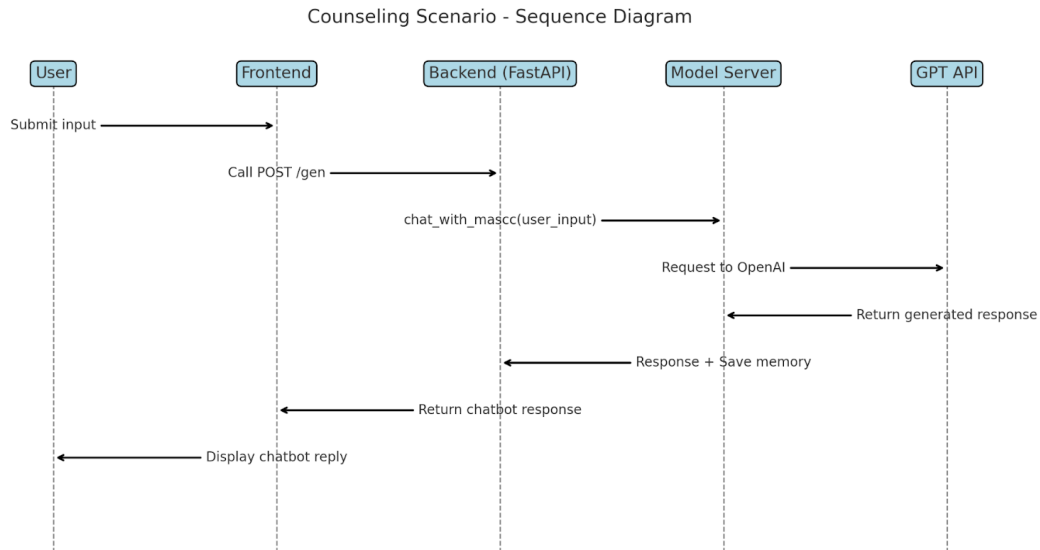 Counseling Scenario - Sequence Diagram
User
Frontend
Backend (FastAPI)
Model Server
GPT API
Submit input
Call POST /gen
chat_with_mascc(user_input)
Request to OpenAI
Return generated response
Response + Save memory
Return chatbot response
Display chatbot reply